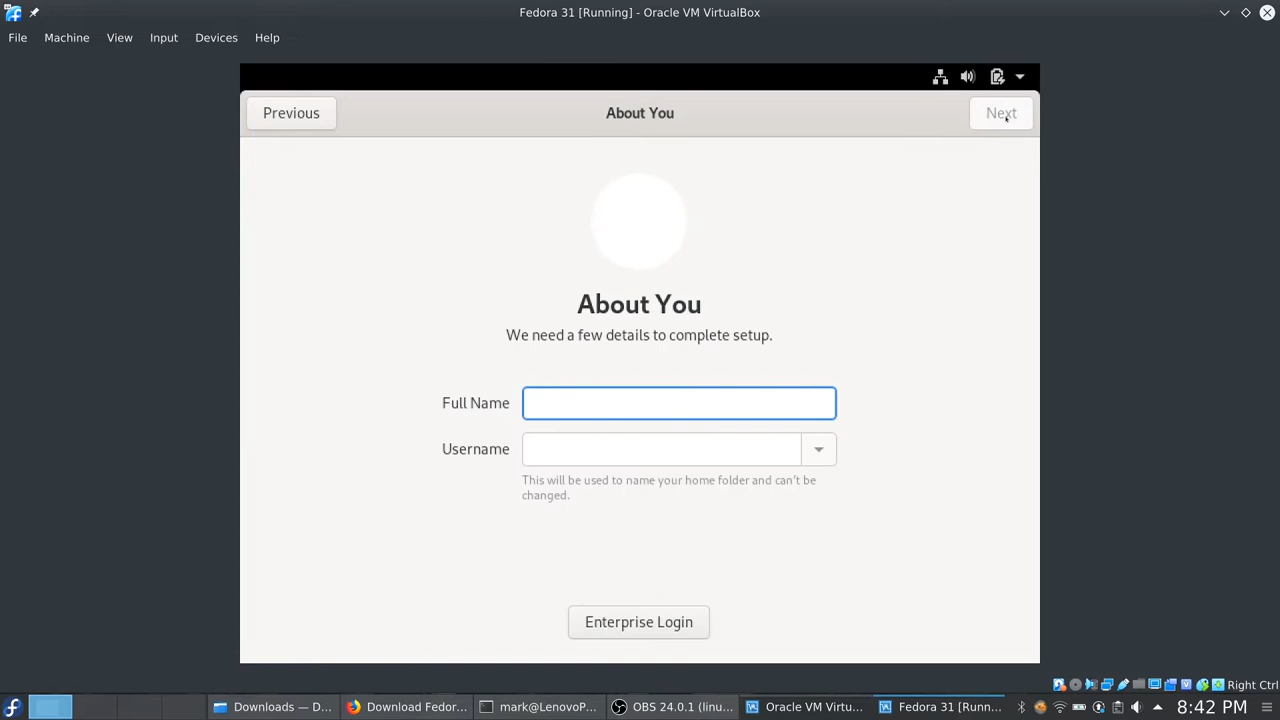 Fedora 31 [Running] - Oracle VM VirtualBox
File Machine View Input Devices Help
Previous About You Next
About You
We need a few details to complete setup.
Full Name
Username
This will be used to name your home folder and can't be
changed.
Enterprise Login
Right Ctrl
Downloads — D... Download Fedor... mark@LenovoP... OBS 24.0.1 (linu... Oracle VM Virtu... Fedora 31 [Runn... 8:42 PM